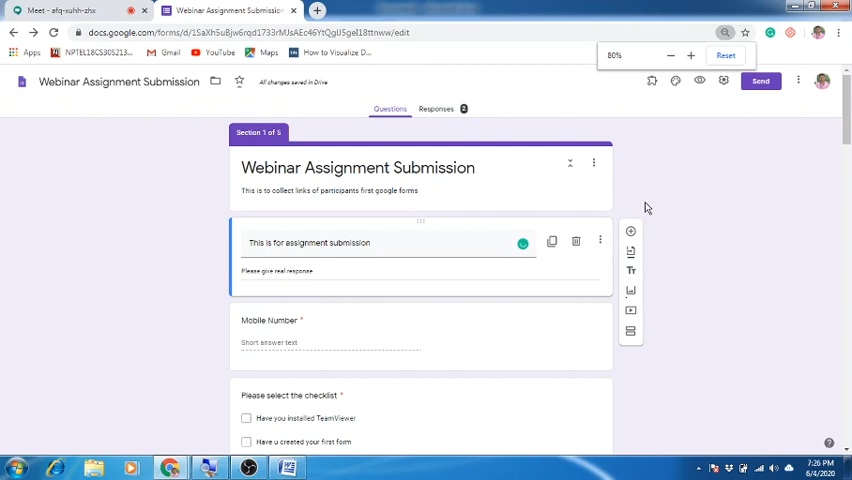 Meet - afq-xuhh-zhx
Webinar Assignment Submission
docs.google.com/forms/d/1SaXh5uBjw6rqd1733rMJsAEc46YtQgIJ5geI18ttnvw/edit
Apps
NPTEL18CS30S213...
Gmail
YouTube
Maps
How to Visualize D...
80%
Reset
Webinar Assignment Submission
All changes saved in Drive
Send
Questions
Responses 2
Section 1 of 5
Webinar Assignment Submission
This is to collect links of participants first google forms
This is for assignment submission
Please give real response
Tт
Mobile Number *
Short answer text
Please select the checklist *
Have you installed TeamViewer
Have u created your first form
7:26 PM
6/4/2020